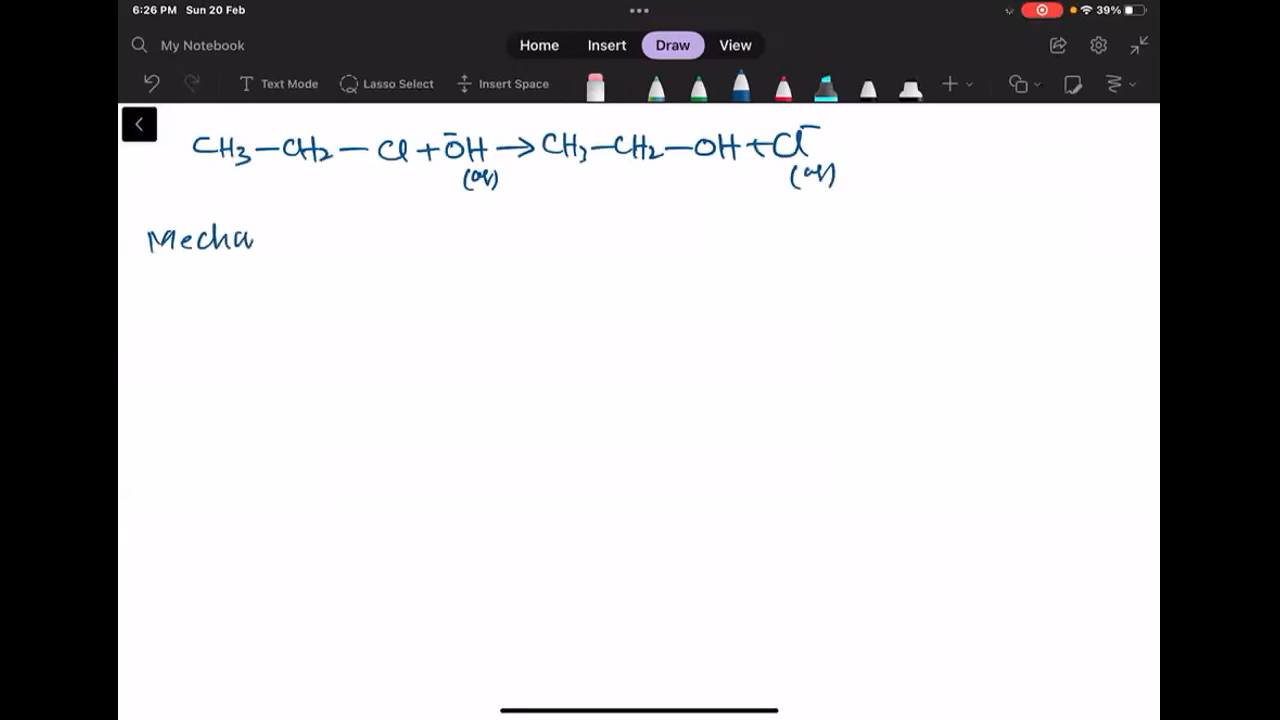 6:26 PM Sun 20 Feb
39%
My Notebook
Home Insert Draw View
Text Mode Lasso Select Insert Space
CH₃—CH₂—Cl + ŌH → CH₃—CH₂—OH + Cl⁻
(aq) (aq)
Mecha